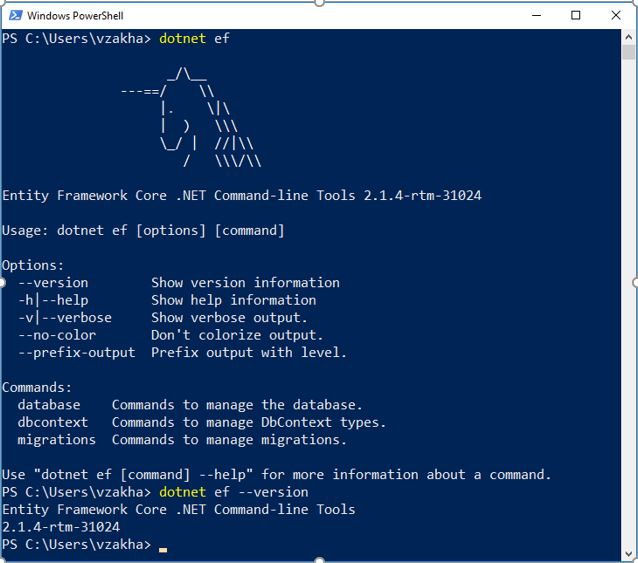 Windows PowerShell
PS C:\Users\vzakha> dotnet ef
                     _/\__
               ---==/    \\
                    |.    \|\
                    |  )   \\\
                    \_/ |  //|\\
                       /   \\\/\\
Entity Framework Core .NET Command-line Tools 2.1.4-rtm-31024
Usage: dotnet ef [options] [command]
Options:
  --version        Show version information
  -h|--help        Show help information
  -v|--verbose     Show verbose output.
  --no-color       Don't colorize output.
  --prefix-output  Prefix output with level.
Commands:
  database    Commands to manage the database.
  dbcontext   Commands to manage DbContext types.
  migrations  Commands to manage migrations.
Use "dotnet ef [command] --help" for more information about a command.
PS C:\Users\vzakha> dotnet ef --version
Entity Framework Core .NET Command-line Tools
2.1.4-rtm-31024
PS C:\Users\vzakha>